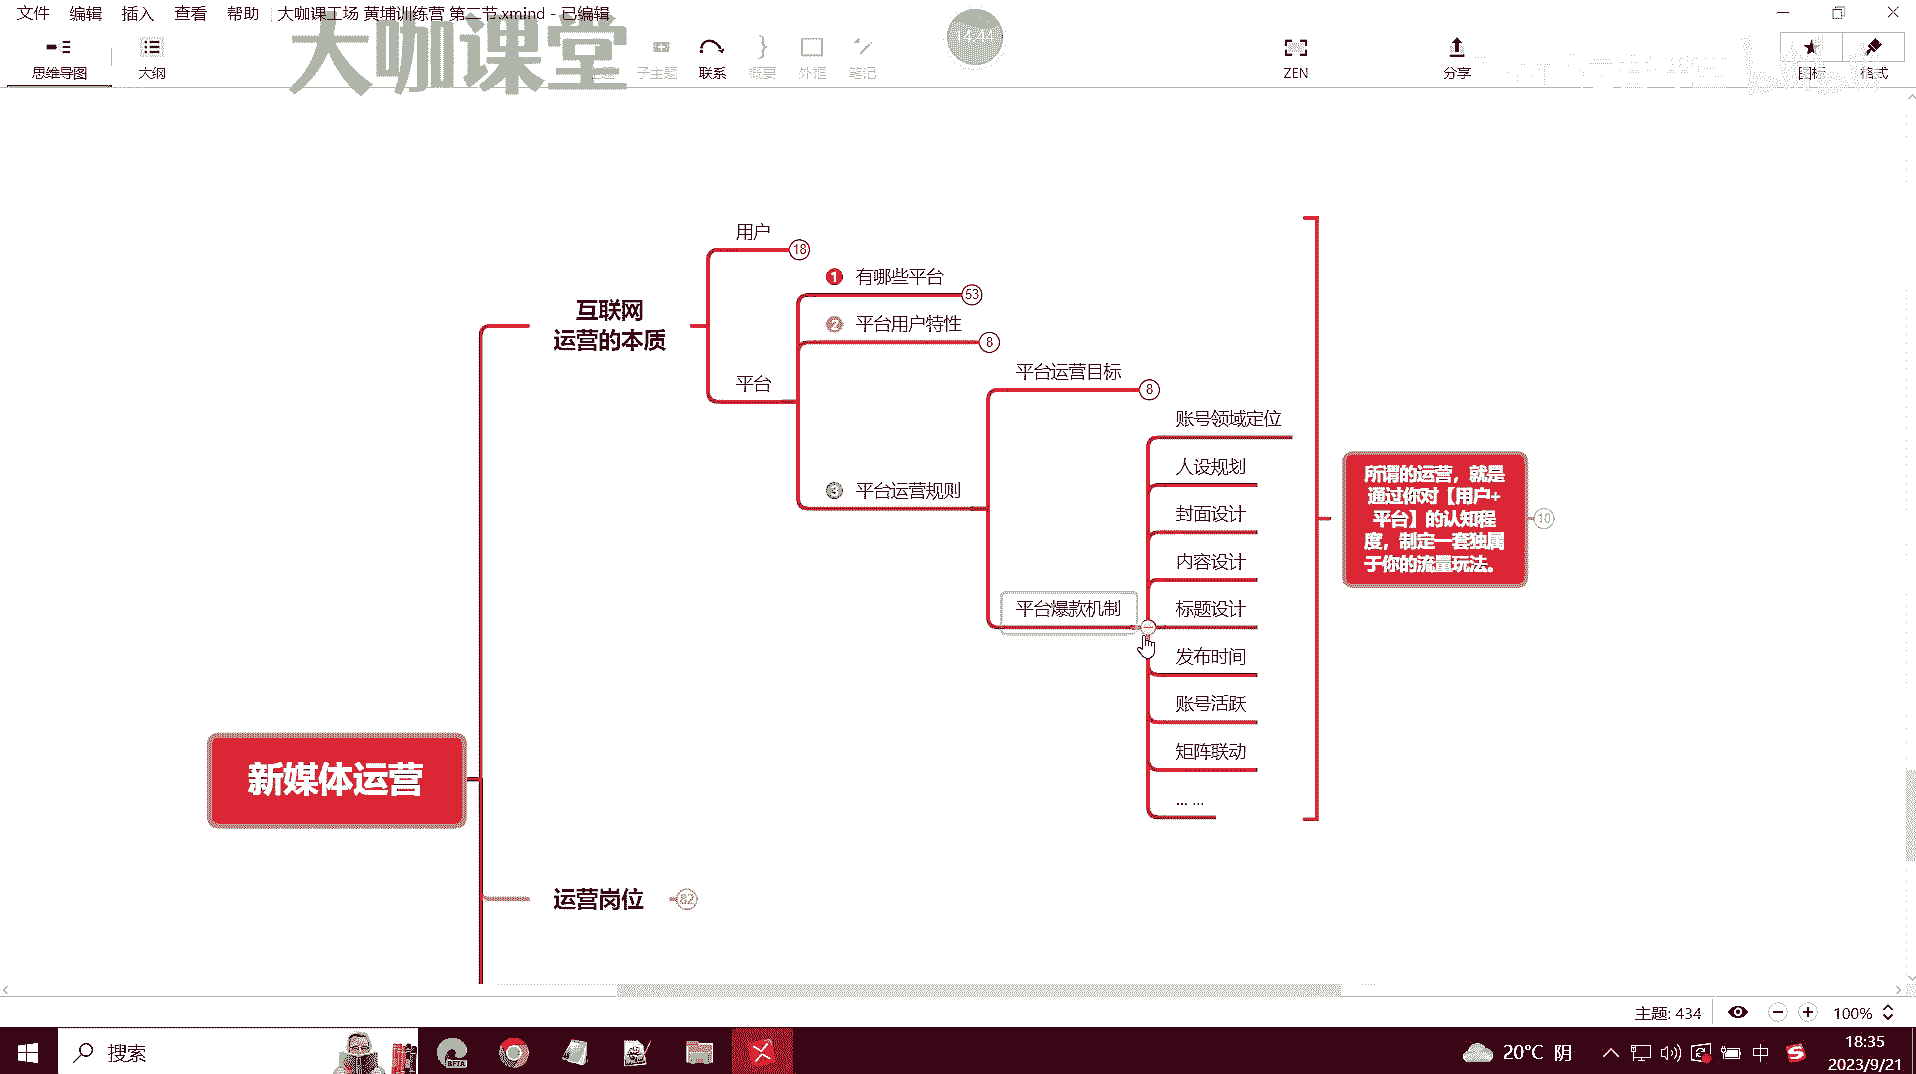 文件 编辑 插入 查看 帮助 大咖课工场 黄埔训练营 第二节.xmind - 已编辑
大咖课堂
14:44
思维导图 大纲 子主题 联系 概要 外框 笔记 ZEN 分享 图标 格式
用户 18
1 有哪些平台 53
2 平台用户特性 8
互联网
运营的本质
平台
平台运营目标 8
账号领域定位
人设规划
3 平台运营规则
封面设计
内容设计
平台爆款机制
标题设计
发布时间
账号活跃
矩阵联动
... ...
所谓的运营，就是
通过你对【用户+
平台】的认知程
度，制定一套独属
于你的流量玩法。
10
新媒体运营
运营岗位 82
主题: 434 100%
搜索 BETA 20°C 阴 中 18:35
2023/9/21